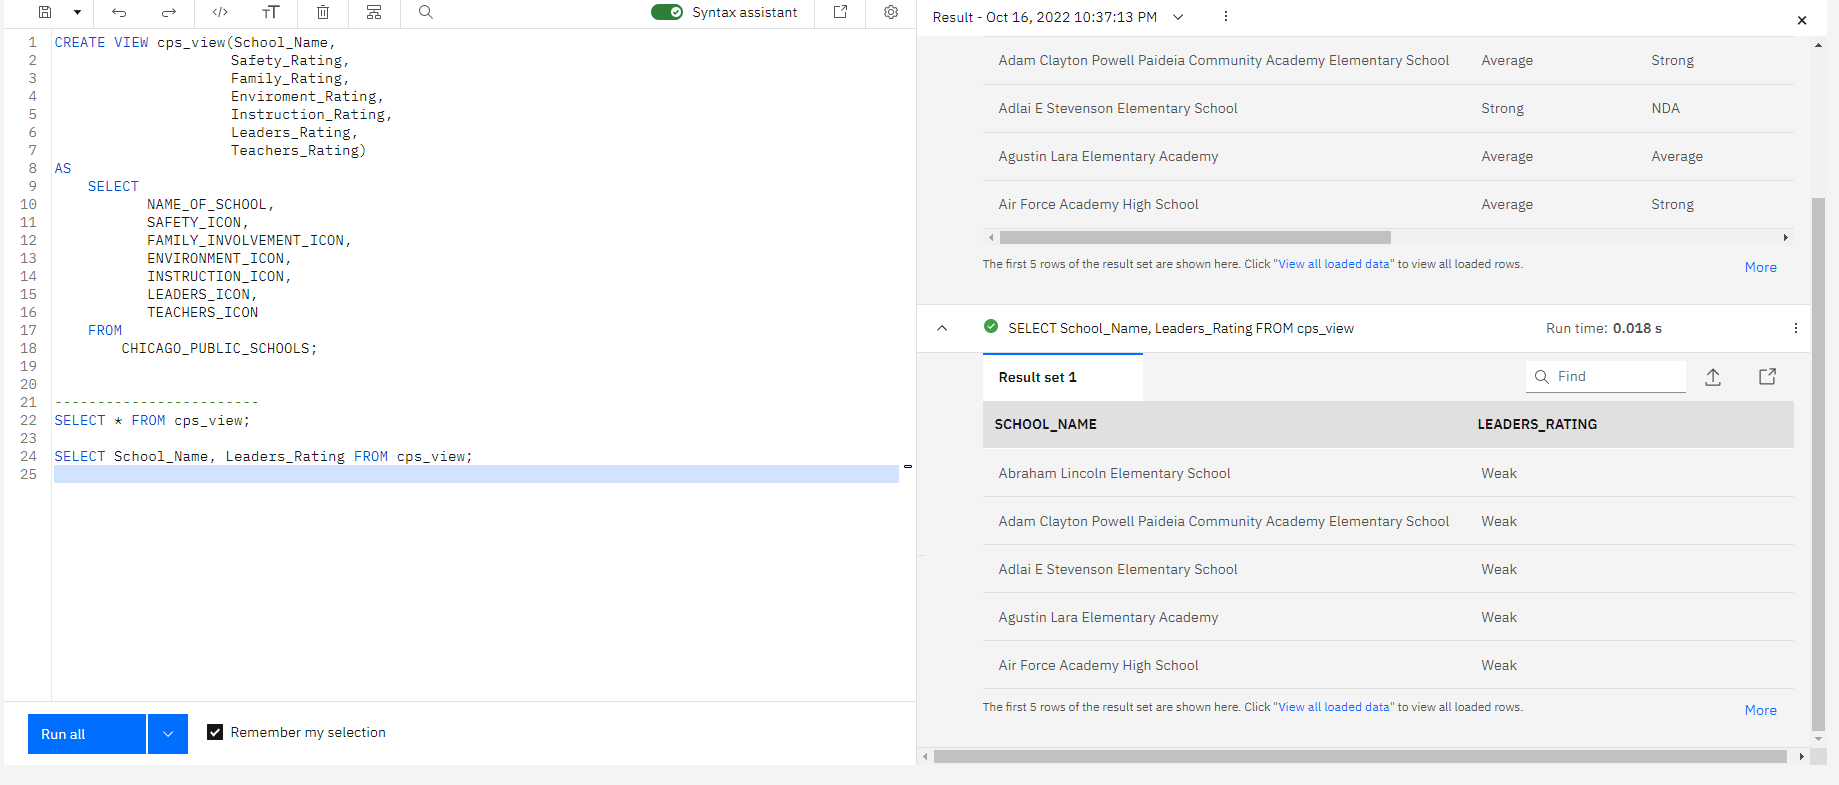 Syntax assistant
1 CREATE VIEW cps_view(School_Name,
2 Safety_Rating,
3 Family_Rating,
4 Enviroment_Rating,
5 Instruction_Rating,
6 Leaders_Rating,
7 Teachers_Rating)
8 AS
9 SELECT
10 NAME_OF_SCHOOL,
11 SAFETY_ICON,
12 FAMILY_INVOLVEMENT_ICON,
13 ENVIRONMENT_ICON,
14 INSTRUCTION_ICON,
15 LEADERS_ICON,
16 TEACHERS_ICON
17 FROM
18 CHICAGO_PUBLIC_SCHOOLS;
19
20
21 ------------------------
22 SELECT * FROM cps_view;
23
24 SELECT School_Name, Leaders_Rating FROM cps_view;
25
Run all
Remember my selection
Result - Oct 16, 2022 10:37:13 PM
Adam Clayton Powell Paideia Community Academy Elementary School Average Strong
Adlai E Stevenson Elementary School Strong NDA
Agustin Lara Elementary Academy Average Average
Air Force Academy High School Average Strong
The first 5 rows of the result set are shown here. Click "View all loaded data" to view all loaded rows.
More
SELECT School_Name, Leaders_Rating FROM cps_view Run time: 0.018 s
Result set 1
Find
SCHOOL_NAME LEADERS_RATING
Abraham Lincoln Elementary School Weak
Adam Clayton Powell Paideia Community Academy Elementary School Weak
Adlai E Stevenson Elementary School Weak
Agustin Lara Elementary Academy Weak
Air Force Academy High School Weak
The first 5 rows of the result set are shown here. Click "View all loaded data" to view all loaded rows.
More